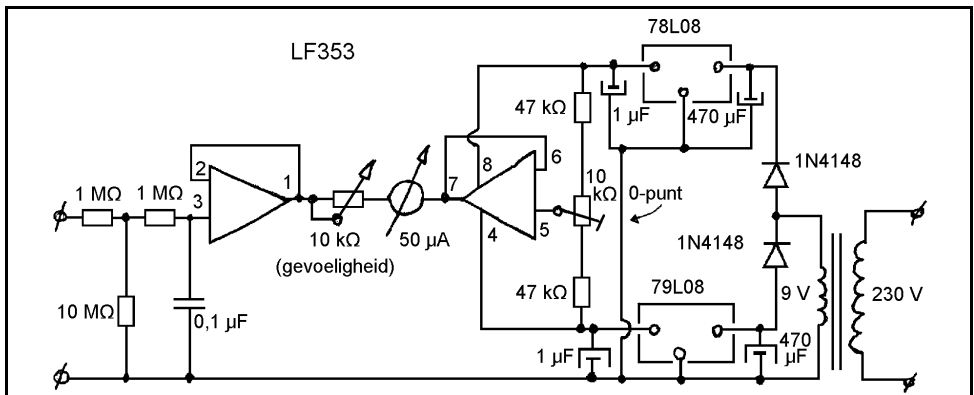 LF353
78L08
47 kΩ
1 µF
470 µF
1N4148
2
3
1
1 MΩ
1 MΩ
10 kΩ
(gevoeligheid)
50 µA
7
8
6
4
5
10
kΩ
0-punt
1N4148
10 MΩ
0,1 µF
47 kΩ
79L08
9 V
230 V
1 µF
470
µF